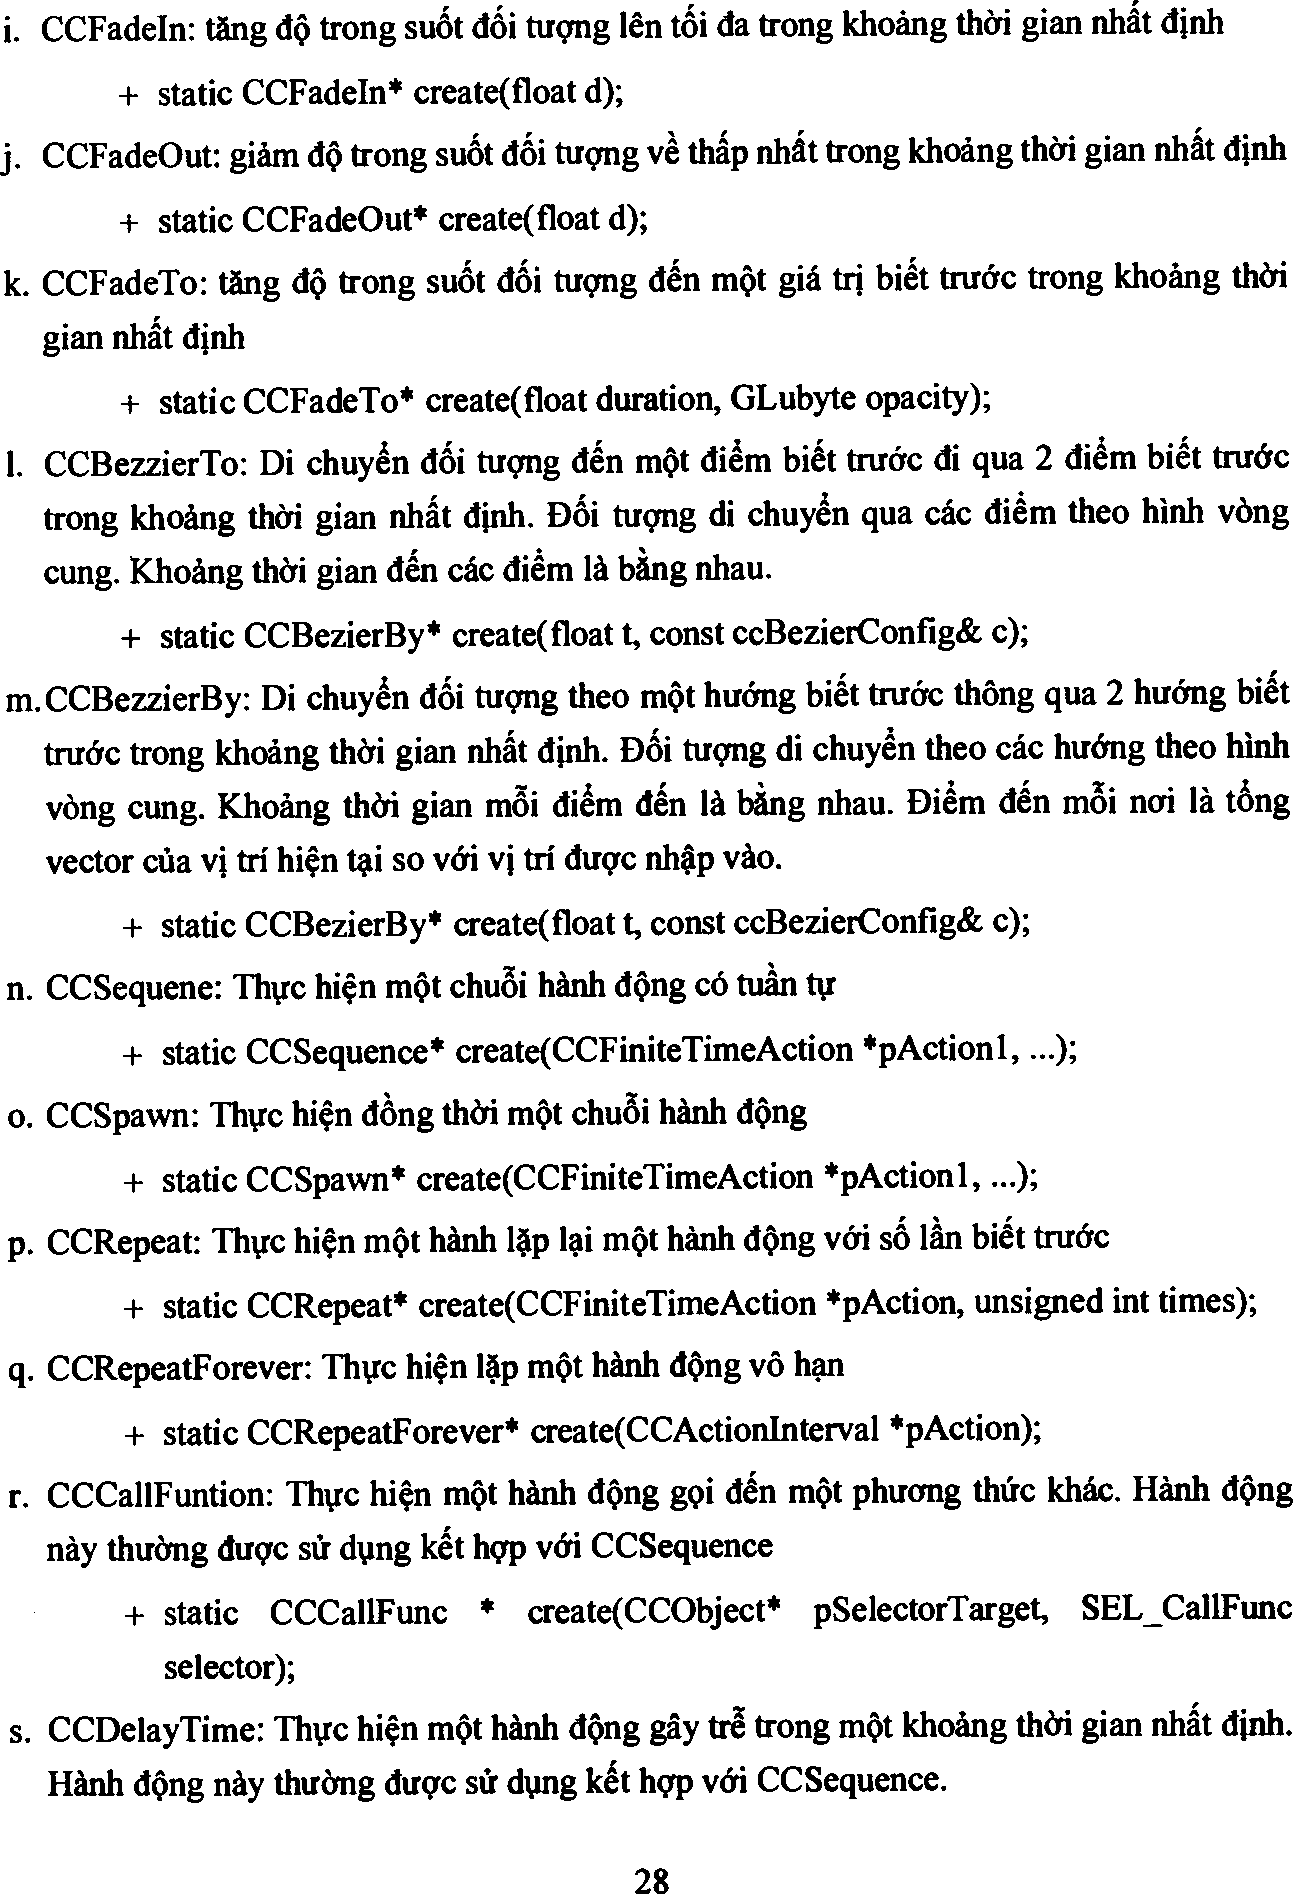 i. CCFadeIn: tăng độ trong suốt đối tượng lên tối đa trong khoảng thời gian nhất định
+ static CCFadeIn* create(float d);
j. CCFadeOut: giảm độ trong suốt đối tượng về thấp nhất trong khoảng thời gian nhất định
+ static CCFadeOut* create(float d);
k. CCFadeTo: tăng độ trong suốt đối tượng đến một giá trị biết trước trong khoảng thời
gian nhất định
+ static CCFadeTo* create(float duration, GLubyte opacity);
l. CCBezzierTo: Di chuyển đối tượng đến một điểm biết trước đi qua 2 điểm biết trước
trong khoảng thời gian nhất định. Đối tượng di chuyển qua các điểm theo hình vòng
cung. Khoảng thời gian đến các điểm là bằng nhau.
+ static CCBezierBy* create(float t, const ccBezierConfig& c);
m.CCBezzierBy: Di chuyển đối tượng theo một hướng biết trước thông qua 2 hướng biết
trước trong khoảng thời gian nhất định. Đối tượng di chuyển theo các hướng theo hình
vòng cung. Khoảng thời gian mỗi điểm đến là bằng nhau. Điểm đến mỗi nơi là tổng
vector của vị trí hiện tại so với vị trí được nhập vào.
+ static CCBezierBy* create(float t, const ccBezierConfig& c);
n. CCSequene: Thực hiện một chuỗi hành động có tuần tự
+ static CCSequence* create(CCFiniteTimeAction *pAction1, ...);
o. CCSpawn: Thực hiện đồng thời một chuỗi hành động
+ static CCSpawn* create(CCFiniteTimeAction *pAction1, ...);
p. CCRepeat: Thực hiện một hành lặp lại một hành động với số lần biết trước
+ static CCRepeat* create(CCFiniteTimeAction *pAction, unsigned int times);
q. CCRepeatForever: Thực hiện lặp một hành động vô hạn
+ static CCRepeatForever* create(CCActionInterval *pAction);
r. CCCallFuntion: Thực hiện một hành động gọi đến một phương thức khác. Hành động
này thường được sử dụng kết hợp với CCSequence
+ static CCCallFunc * create(CCObject* pSelectorTarget, SEL_CallFunc
selector);
s. CCDelayTime: Thực hiện một hành động gây trễ trong một khoảng thời gian nhất định.
Hành động này thường được sử dụng kết hợp với CCSequence.
28